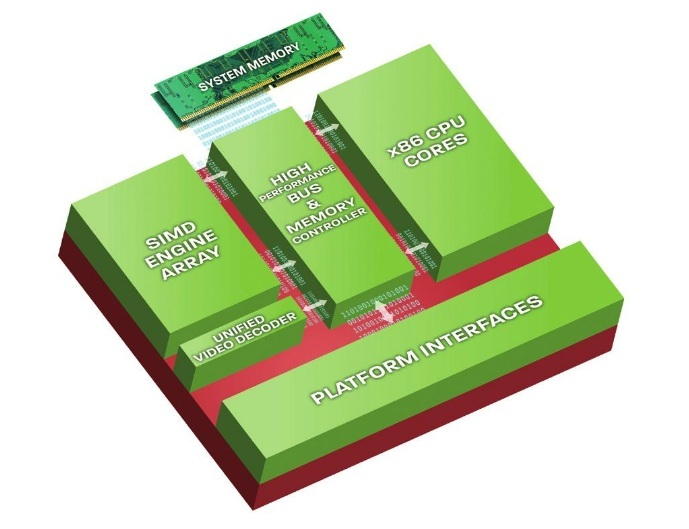 SYSTEM MEMORY
x86 CPU
CORES
HIGH
PERFORMANCE
BUS
&
MEMORY
CONTROLLER
SIMD
ENGINE
ARRAY
UNIFIED
VIDEO DECODER
PLATFORM INTERFACES